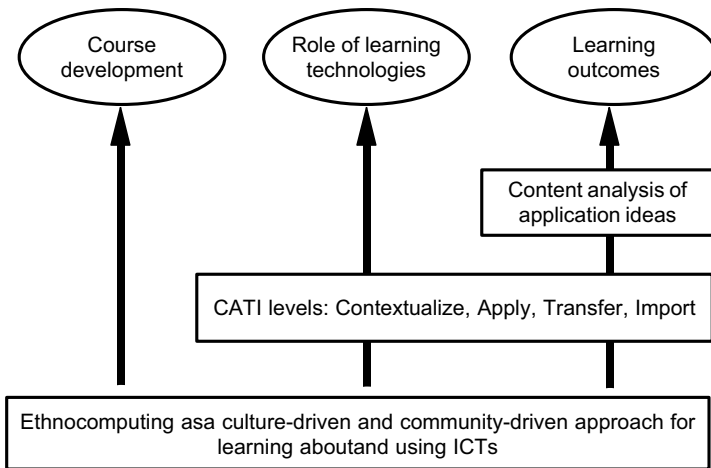 Course
development
Role of learning
technologies
Learning
outcomes
Content analysis of
application ideas
CATI levels: Contextualize, Apply, Transfer, Import
Ethnocomputing asa culture-driven and community-driven approach for
learning aboutand using ICTs